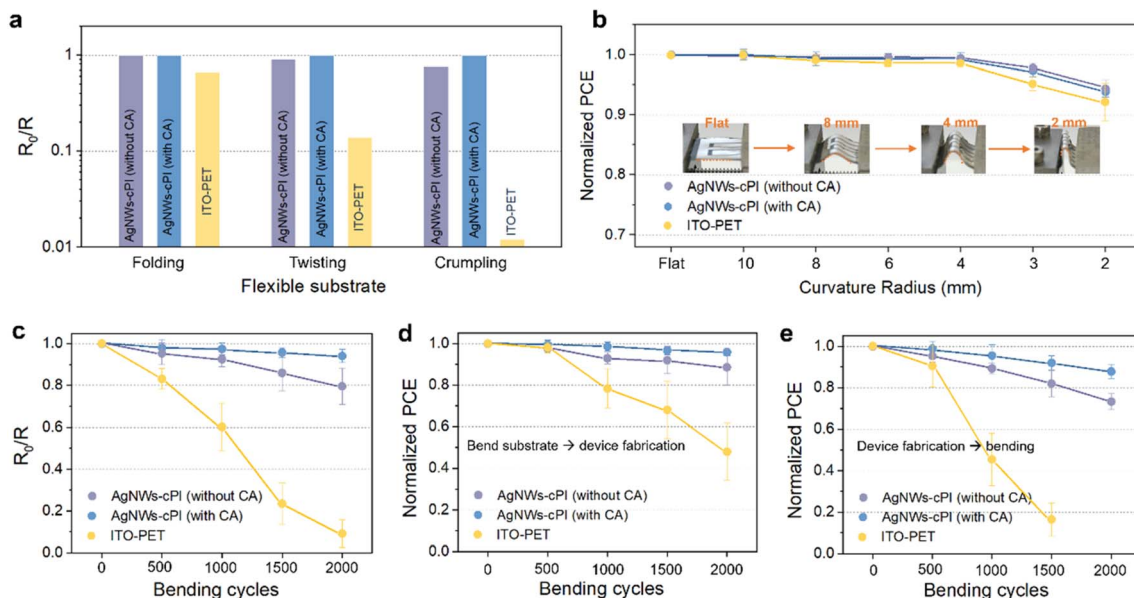 a
R₀/R
1
0.1
0.01
AgNWs-cPI (without CA)
AgNWs-cPI (with CA)
ITO-PET
AgNWs-cPI (without CA)
AgNWs-cPI (with CA)
ITO-PET
AgNWs-cPI (without CA)
AgNWs-cPI (with CA)
ITO-PET
Folding
Twisting
Crumpling
Flexible substrate
b
Normalized PCE
1.0
0.9
0.8
0.7
Flat
8 mm
4 mm
2 mm
AgNWs-cPI (without CA)
AgNWs-cPI (with CA)
ITO-PET
Flat 10 8 6 4 3 2
Curvature Radius (mm)
c
R₀/R
1.0
0.8
0.6
0.4
0.2
0.0
AgNWs-cPI (without CA)
AgNWs-cPI (with CA)
ITO-PET
0 500 1000 1500 2000
Bending cycles
d
Normalized PCE
1.0
0.8
0.6
0.4
0.2
0.0
Bend substrate → device fabrication
AgNWs-cPI (without CA)
AgNWs-cPI (with CA)
ITO-PET
0 500 1000 1500 2000
Bending cycles
e
Normalized PCE
1.0
0.8
0.6
0.4
0.2
0.0
Device fabrication → bending
AgNWs-cPI (without CA)
AgNWs-cPI (with CA)
ITO-PET
0 500 1000 1500 2000
Bending cycles